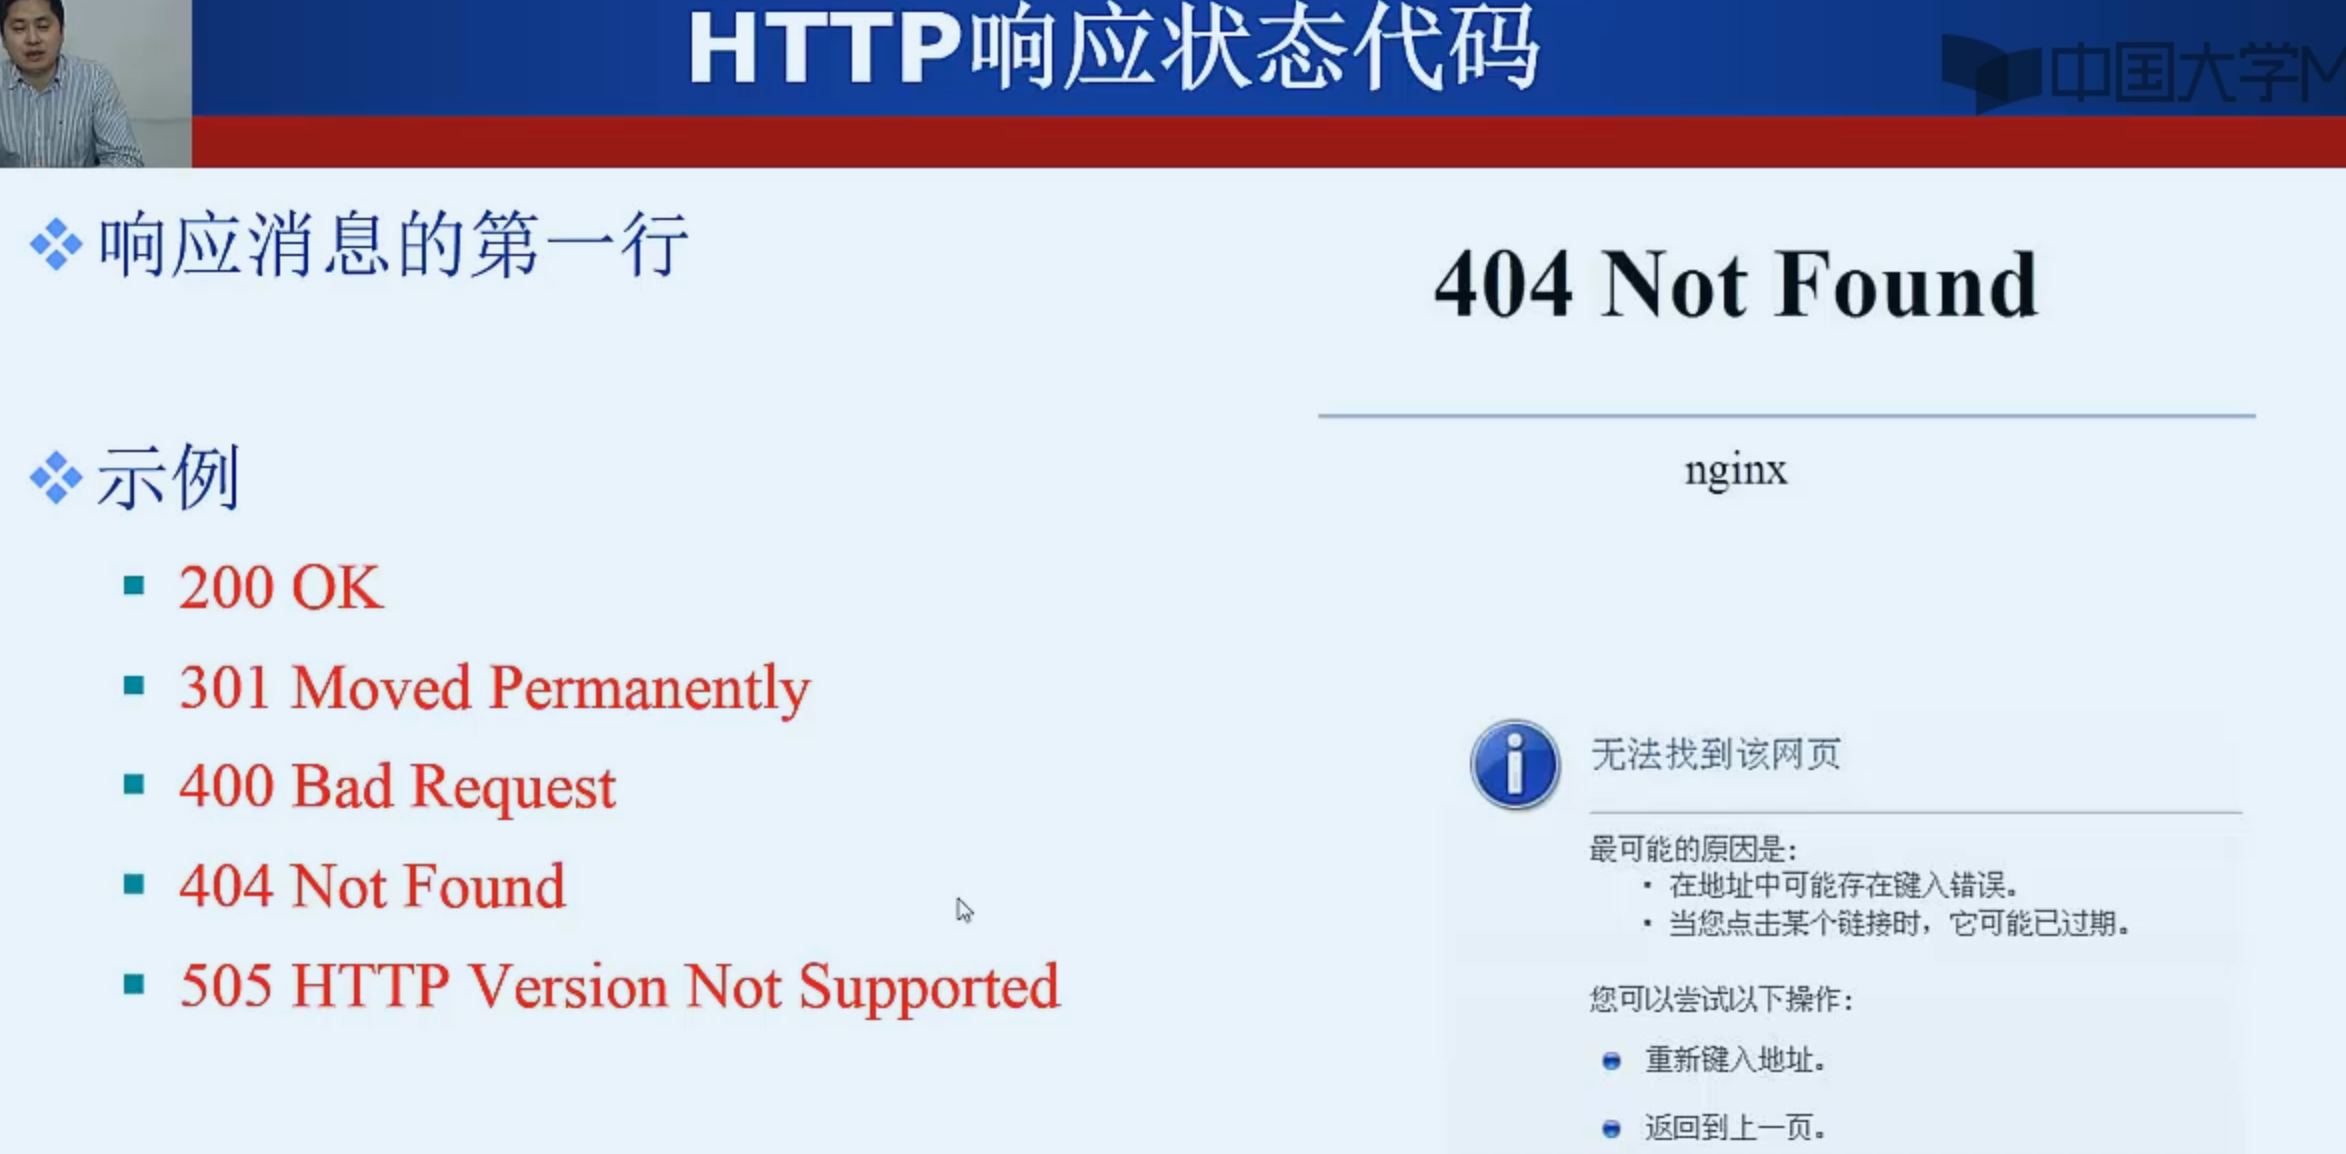 HTTP响应状态代码
中国大学M
响应消息的第一行
示例
200 OK
301 Moved Permanently
400 Bad Request
404 Not Found
505 HTTP Version Not Supported
404 Not Found
nginx
无法找到该网页
最可能的原因是：
在地址中可能存在键入错误。
当您点击某个链接时，它可能已过期。
您可以尝试以下操作：
重新键入地址。
返回到上一页。